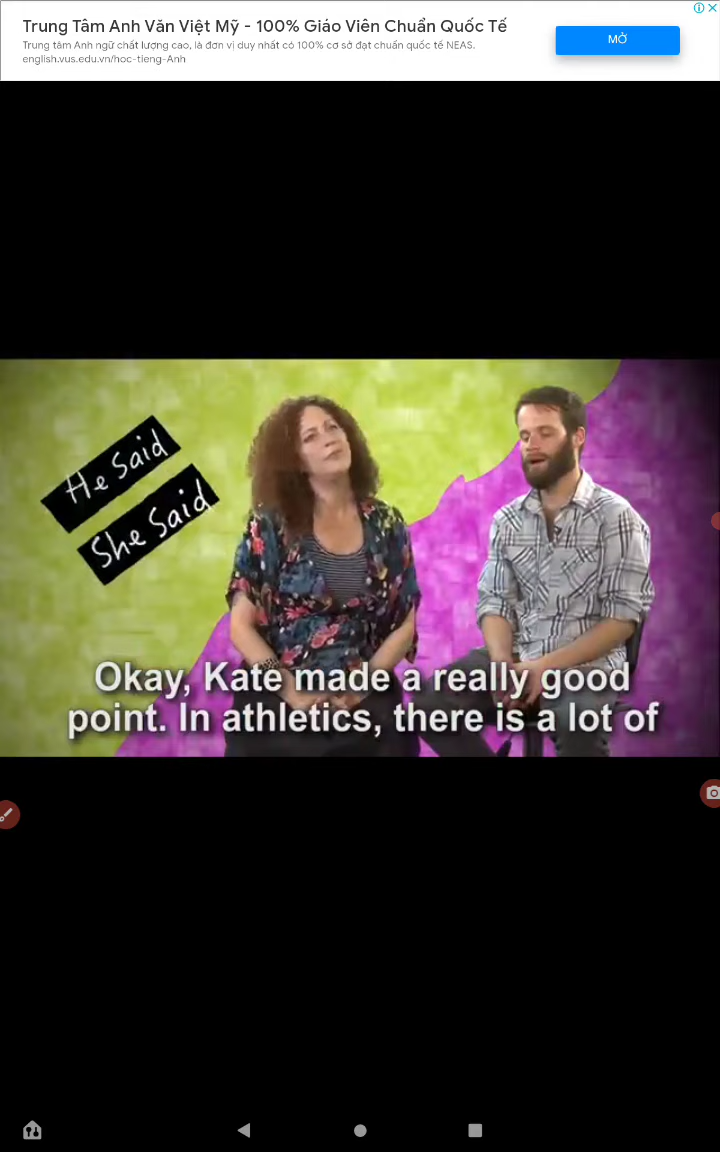 Trung Tâm Anh Văn Việt Mỹ - 100% Giáo Viên Chuẩn Quốc Tế
Trung tâm Anh ngữ chất lượng cao, là đơn vị duy nhất có 100% cơ sở đạt chuẩn quốc tế NEAS.
english.vus.edu.vn/hoc-tieng-Anh
MỞ
He Said
She Said
Okay, Kate made a really good
point. In athletics, there is a lot of